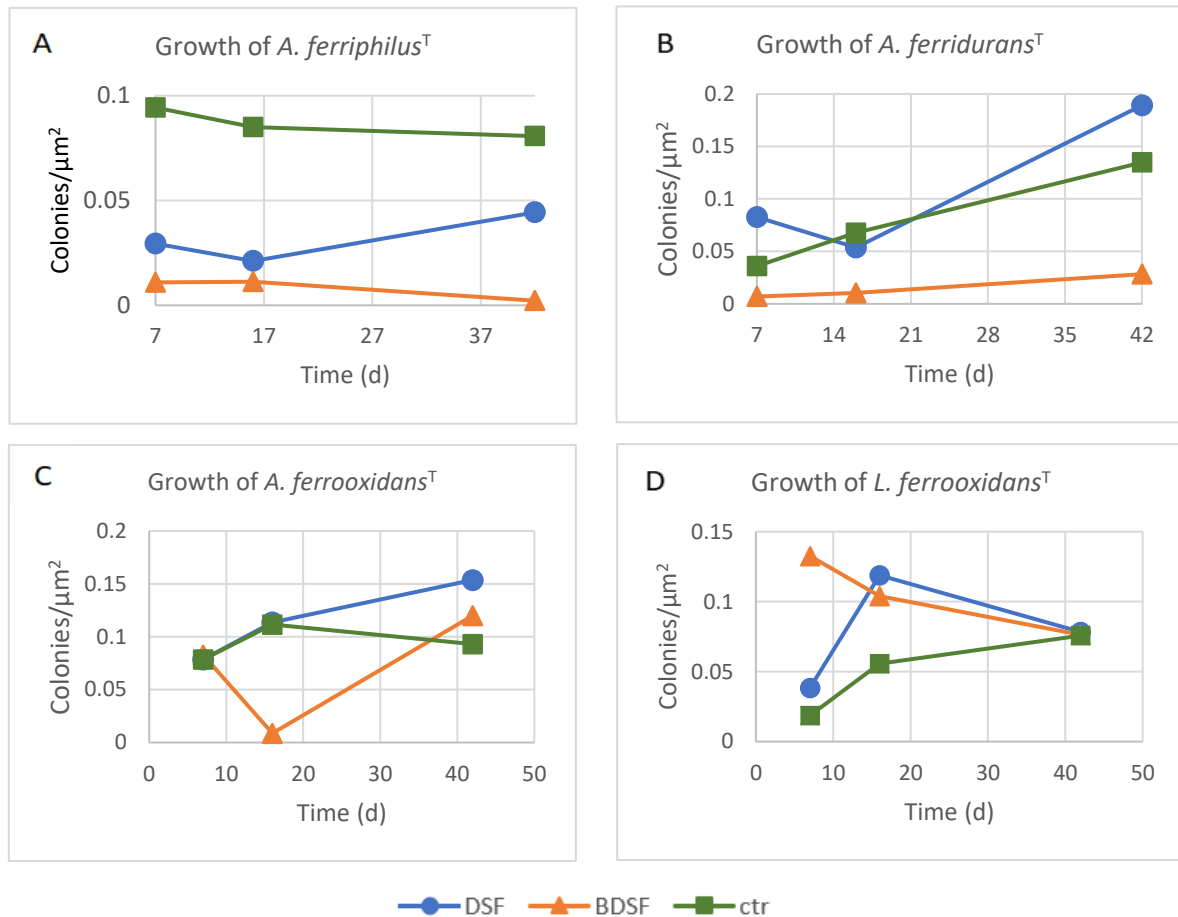 A
Growth of A. ferriphilusᵀ
Colonies/µm²
0.1
0.05
0
7 17 27 37
Time (d)
B
Growth of A. ferriduransᵀ
Colonies/µm²
0.2
0.15
0.1
0.05
0
7 14 21 28 35 42
Time (d)
C
Growth of A. ferrooxidansᵀ
Colonies/µm²
0.2
0.15
0.1
0.05
0
0 10 20 30 40 50
Time (d)
D
Growth of L. ferrooxidansᵀ
Colonies/µm²
0.15
0.1
0.05
0
0 10 20 30 40 50
Time (d)
DSF BDSF ctr